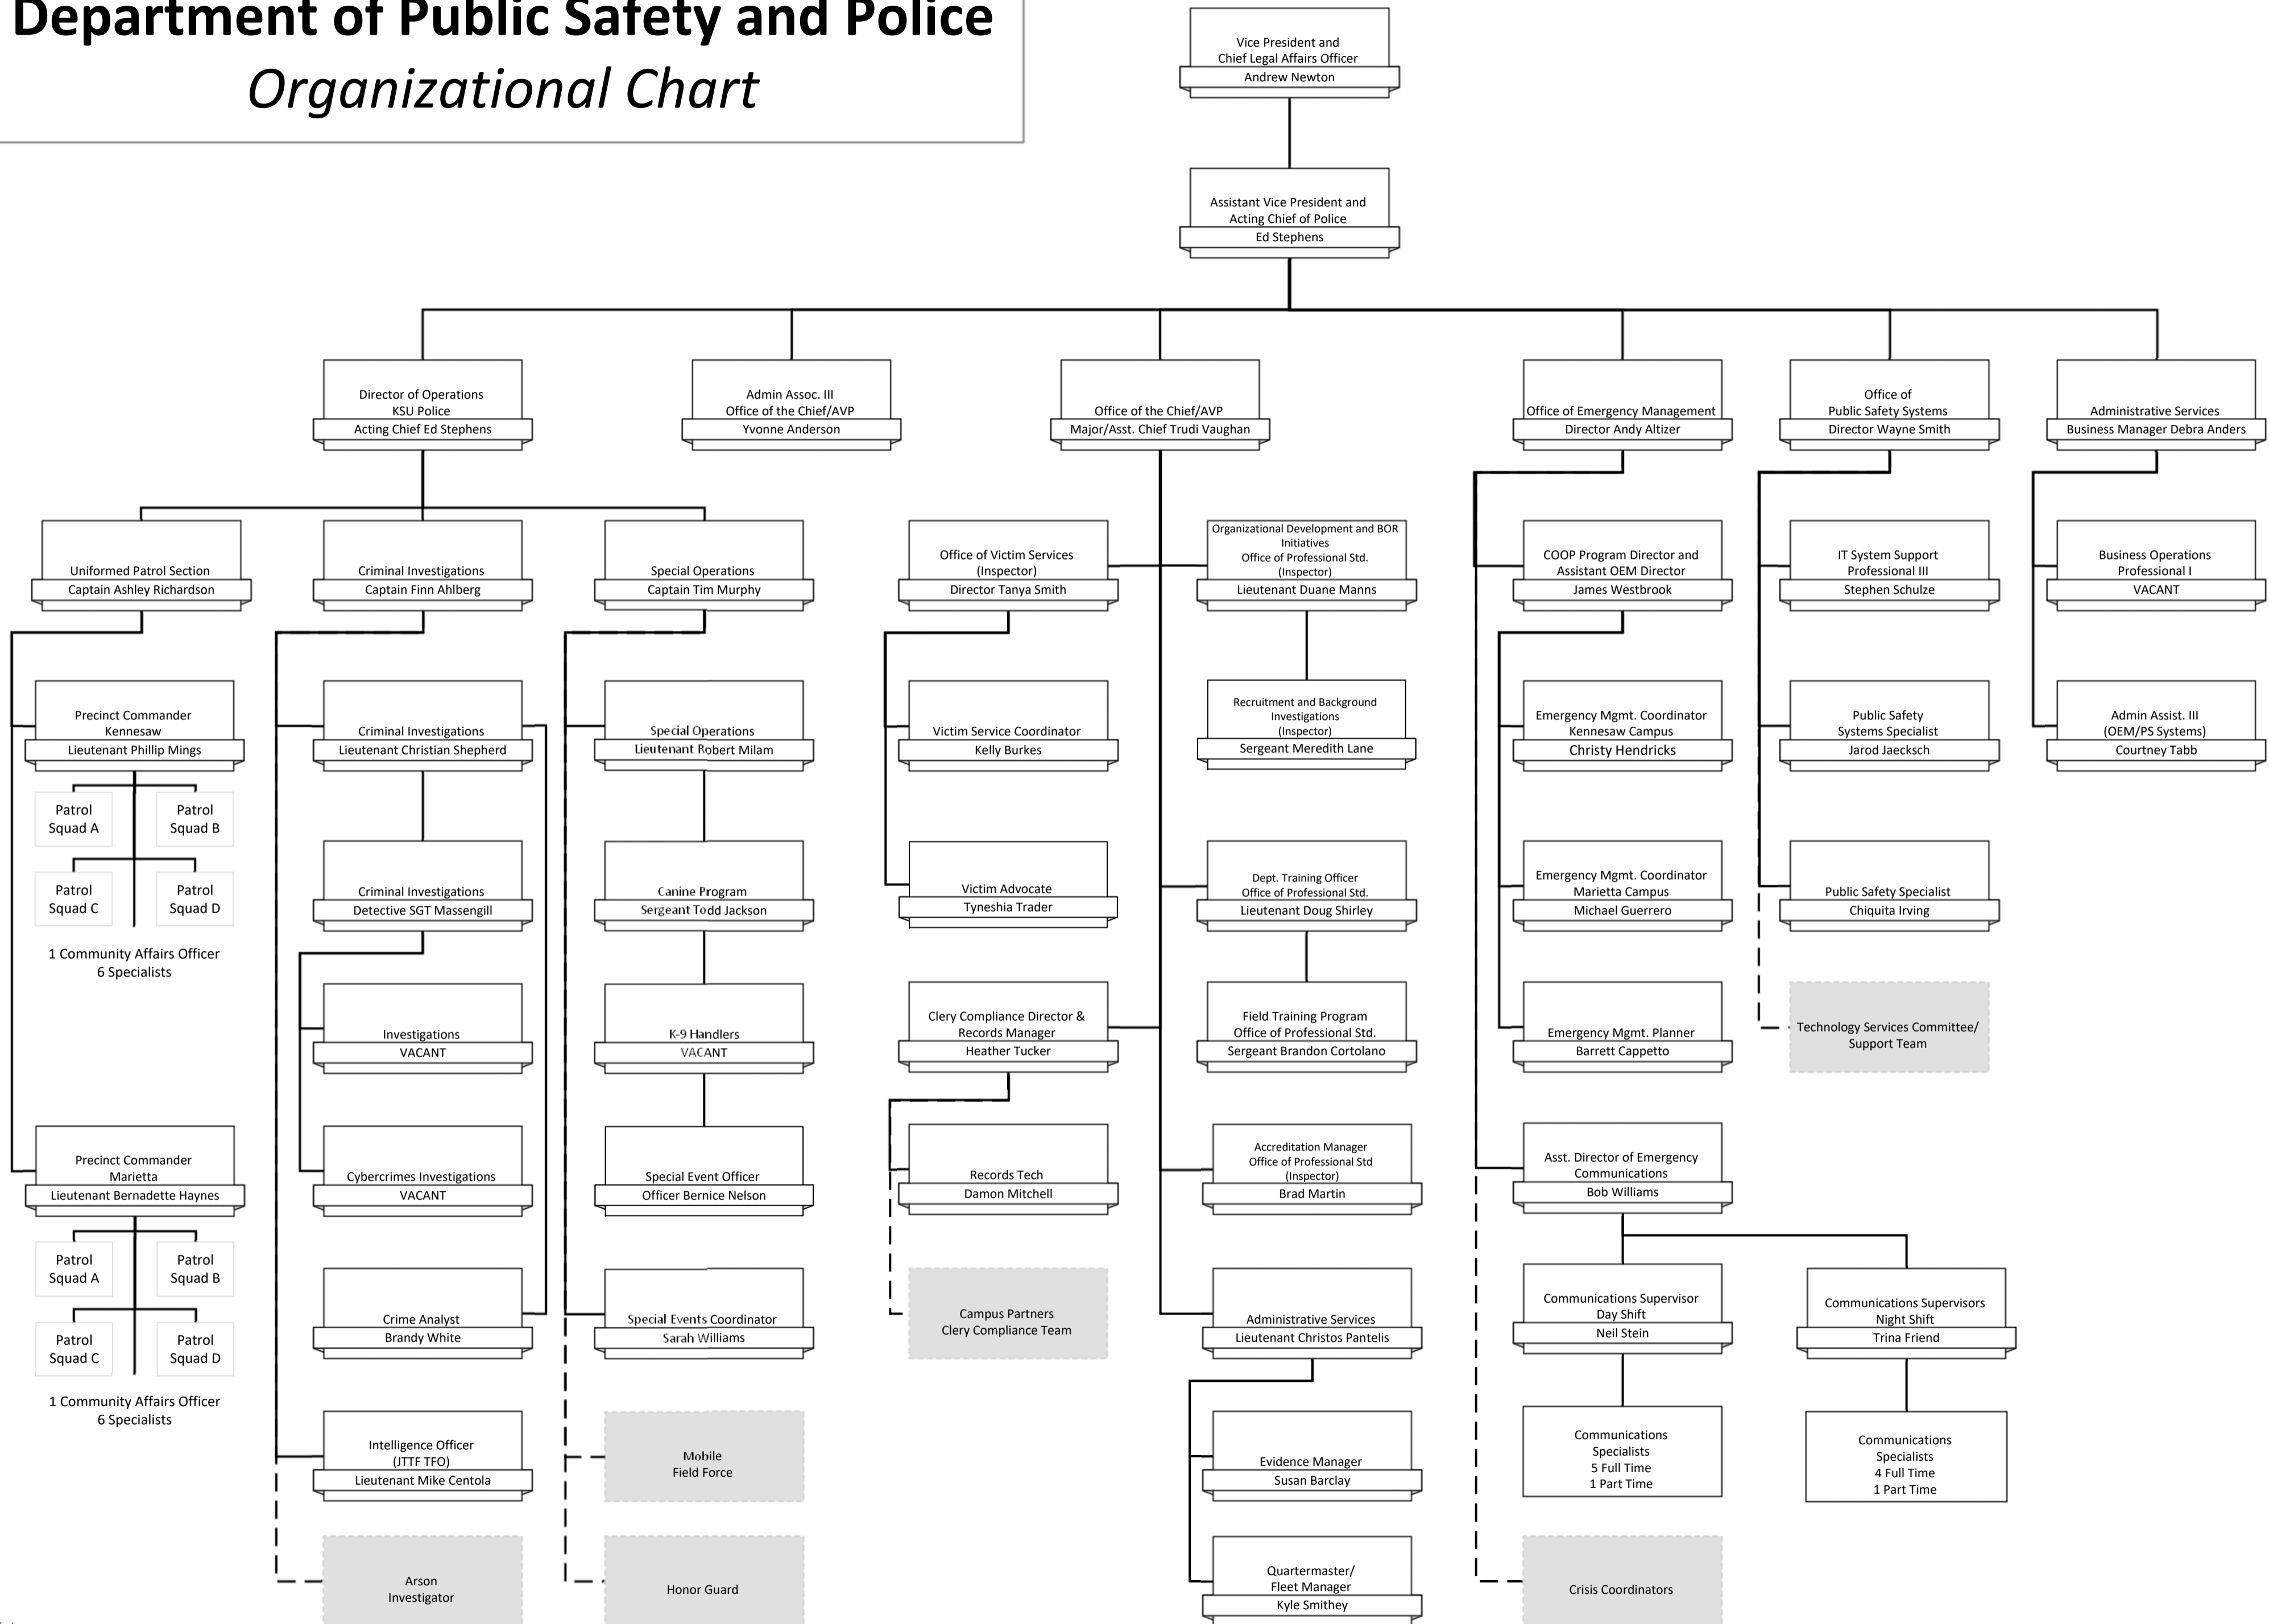 Department of Public Safety and Police
Organizational Chart
Vice President and
Chief Legal Affairs Officer
Andrew Newton
Assistant Vice President and
Acting Chief of Police
Ed Stephens
Director of Operations
KSU Police
Acting Chief Ed Stephens
Admin Assoc. III
Office of the Chief/AVP
Yvonne Anderson
Office of the Chief/AVP
Major/Asst. Chief Trudi Vaughan
Office of Emergency Management
Director Andy Altizer
Office of
Public Safety Systems
Director Wayne Smith
Administrative Services
Business Manager Debra Anders
Uniformed Patrol Section
Captain Ashley Richardson
Criminal Investigations
Captain Finn Ahlberg
Special Operations
Captain Tim Murphy
Office of Victim Services
(Inspector)
Director Tanya Smith
Organizational Development and BOR
Initiatives
Office of Professional Std.
(Inspector)
Lieutenant Duane Manns
COOP Program Director and
Assistant OEM Director
James Westbrook
IT System Support
Professional III
Stephen Schulze
Business Operations
Professional I
VACANT
Precinct Commander
Kennesaw
Lieutenant Phillip Mings
Criminal Investigations
Lieutenant Christian Shepherd
Special Operations
Lieutenant Robert Milam
Victim Service Coordinator
Kelly Burkes
Recruitment and Background
Investigations
(Inspector)
Sergeant Meredith Lane
Emergency Mgmt. Coordinator
Kennesaw Campus
Christy Hendricks
Public Safety
Systems Specialist
Jarod Jaecksch
Admin Assist. III
(OEM/PS Systems)
Courtney Tabb
Patrol
Squad A
Patrol
Squad B
Patrol
Squad C
Patrol
Squad D
1 Community Affairs Officer
6 Specialists
Criminal Investigations
Detective SGT Massengill
Canine Program
Sergeant Todd Jackson
Victim Advocate
Tyneshia Trader
Dept. Training Officer
Office of Professional Std.
Lieutenant Doug Shirley
Emergency Mgmt. Coordinator
Marietta Campus
Michael Guerrero
Public Safety Specialist
Chiquita Irving
Investigations
VACANT
K-9 Handlers
VACANT
Clery Compliance Director &
Records Manager
Heather Tucker
Field Training Program
Office of Professional Std.
Sergeant Brandon Cortolano
Emergency Mgmt. Planner
Barrett Cappetto
Technology Services Committee/
Support Team
Precinct Commander
Marietta
Lieutenant Bernadette Haynes
Cybercrimes Investigations
VACANT
Special Event Officer
Officer Bernice Nelson
Records Tech
Damon Mitchell
Accreditation Manager
Office of Professional Std
(Inspector)
Brad Martin
Asst. Director of Emergency
Communications
Bob Williams
Patrol
Squad A
Patrol
Squad B
Patrol
Squad C
Patrol
Squad D
1 Community Affairs Officer
6 Specialists
Crime Analyst
Brandy White
Special Events Coordinator
Sarah Williams
Campus Partners
Clery Compliance Team
Administrative Services
Lieutenant Christos Pantelis
Communications Supervisor
Day Shift
Neil Stein
Communications Supervisors
Night Shift
Trina Friend
Intelligence Officer
(JTTF TFO)
Lieutenant Mike Centola
Mobile
Field Force
Evidence Manager
Susan Barclay
Communications
Specialists
5 Full Time
1 Part Time
Communications
Specialists
4 Full Time
1 Part Time
Arson
Investigator
Honor Guard
Quartermaster/
Fleet Manager
Kyle Smithey
Crisis Coordinators